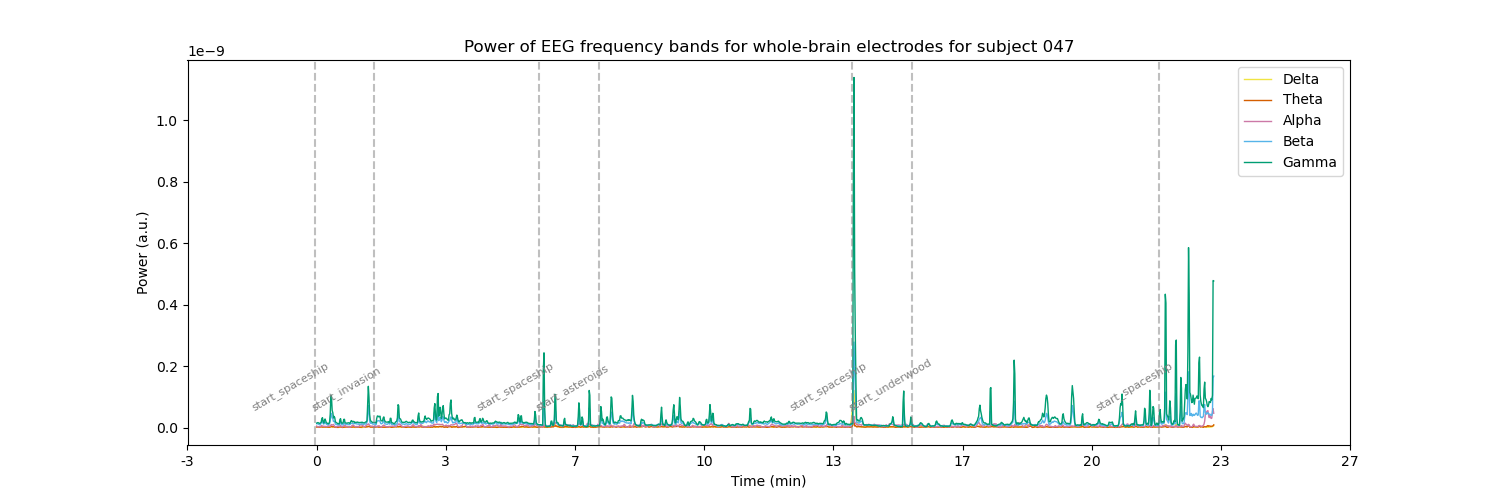 Power of EEG frequency bands for whole-brain electrodes for subject 047
1e−9
Delta
Theta
Alpha
Beta
Gamma
1.0
0.8
0.6
0.4
0.2
0.0
Power (a.u.)
start_spaceship
start_invasion
start_spaceship
start_asteroids
start_spaceship
start_underwood
start_spaceship
-3
0
3
7
10
13
17
20
23
27
Time (min)